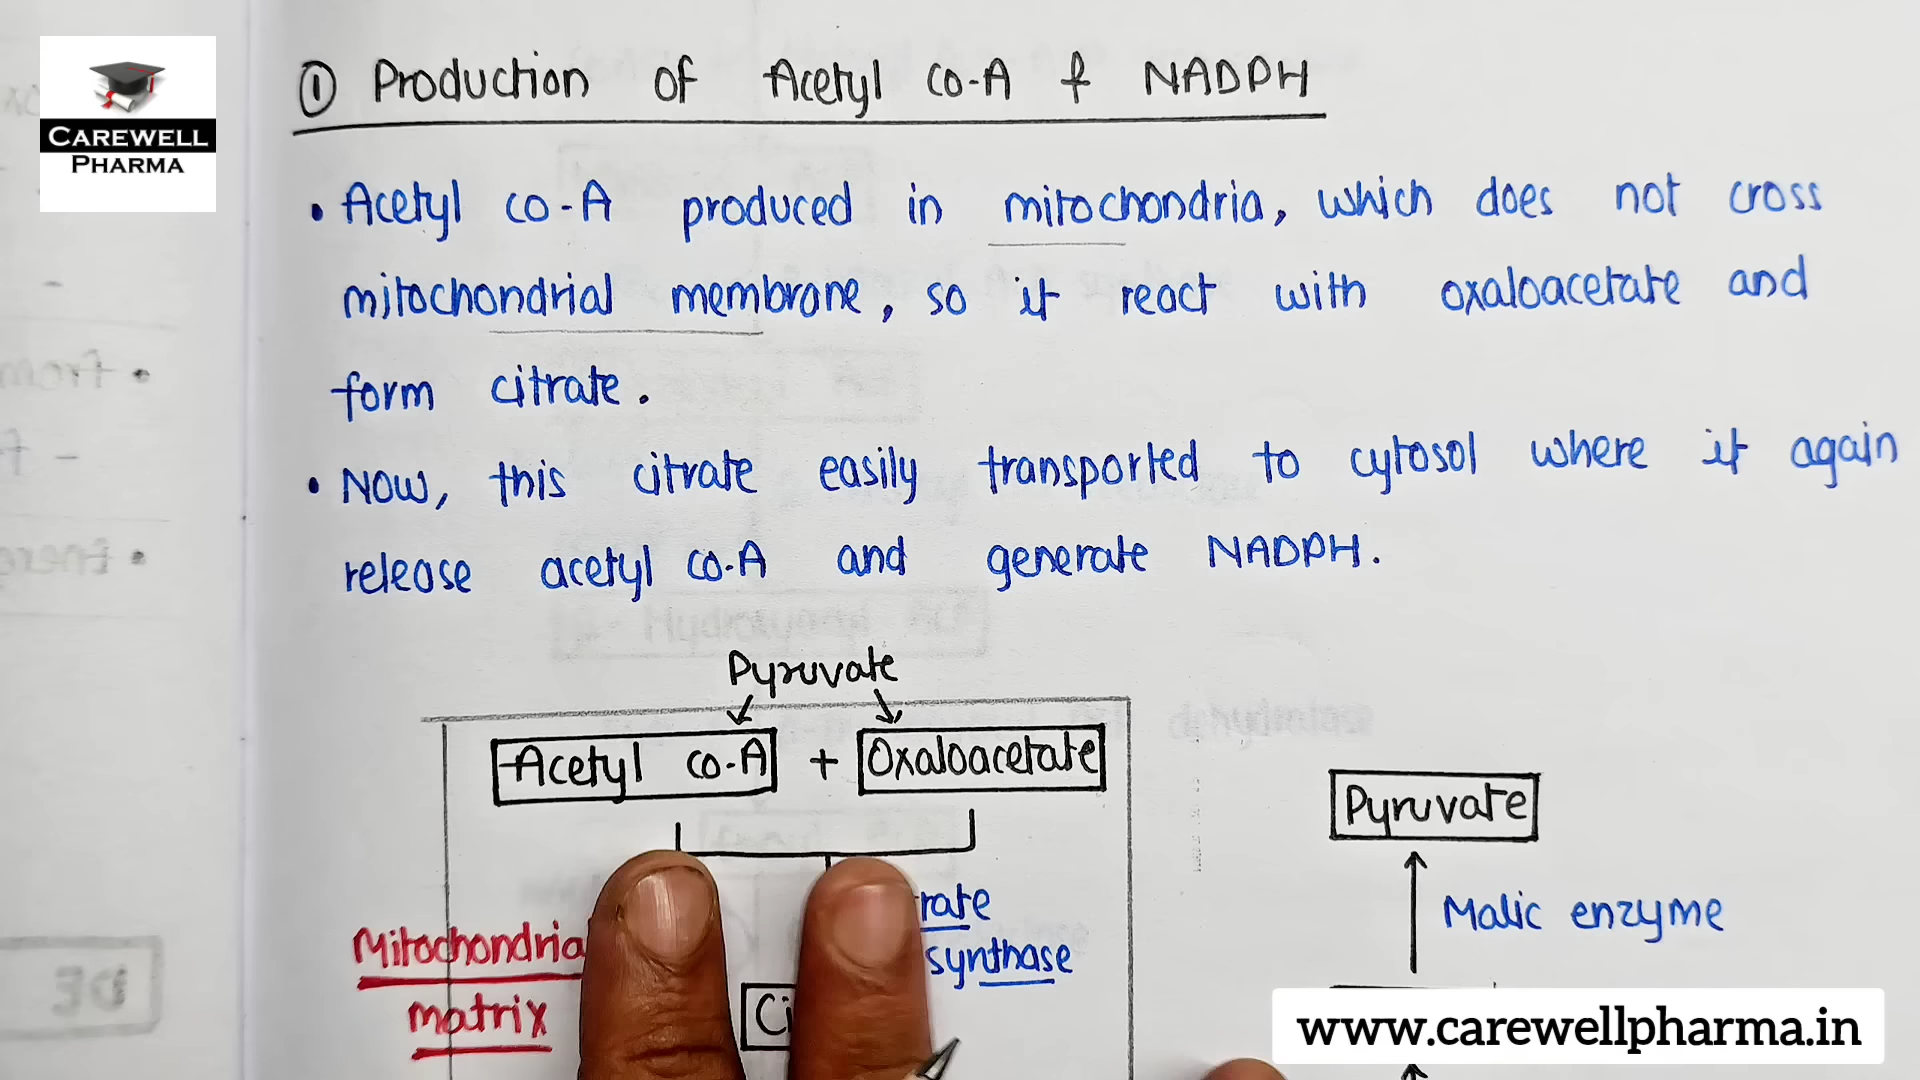 CAREWELL
PHARMA
① Production of Acetyl co-A & NADPH
• Acetyl co-A produced in mitochondria, which does not cross
mitochondrial membrane, so it react with oxaloacetate and
form citrate.
• Now, this citrate easily transported to cytosol where it again
release acetyl co-A and generate NADPH.
Pyruvate
Acetyl co-A + Oxaloacetate
Pyruvate
Malic enzyme
synthase
Mitochondria
matrix
www.carewellpharma.in